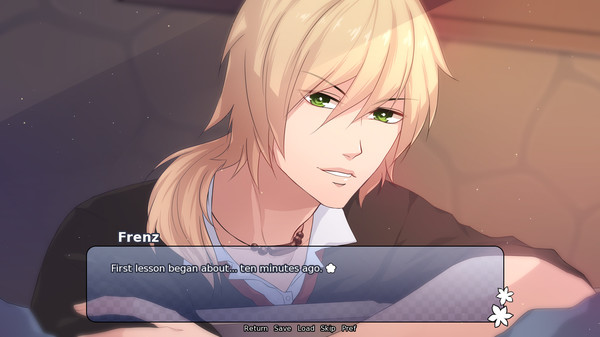 Frenz
First lesson began about... ten minutes ago.
Return Save Load Skip Pref